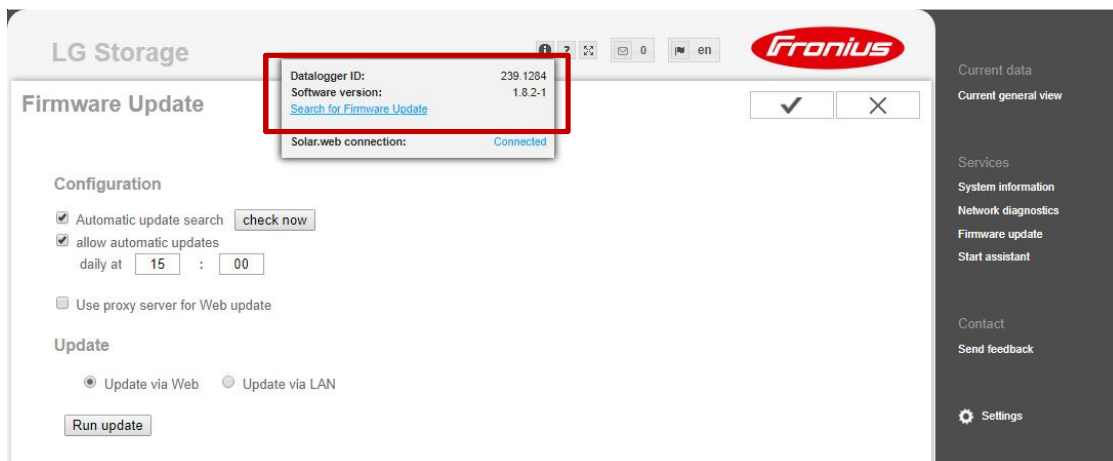 LG Storage
0
en
Fronius
Datalogger ID: 239.1284
Software version: 1.8.2-1
Search for Firmware Update
Solar.web connection: Connected
Firmware Update
Configuration
Automatic update search check now
allow automatic updates
daily at 15 : 00
Use proxy server for Web update
Update
Update via Web Update via LAN
Run update
Current data
Current general view
Services
System information
Network diagnostics
Firmware update
Start assistant
Contact
Send feedback
Settings